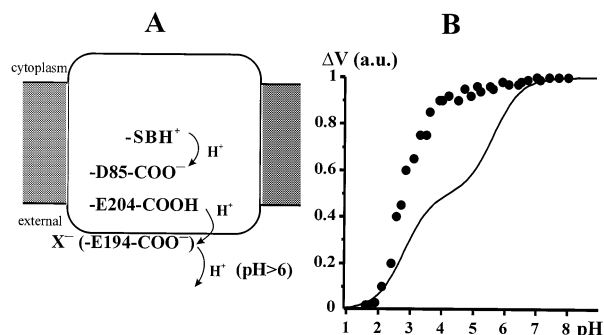 A
cytoplasm
-SBH⁺
H⁺
-D85-COO⁻
-E204-COOH
H⁺
external
X⁻ (-E194-COO⁻)
H⁺ (pH>6)
B
ΔV (a.u.)
1
0.8
0.6
0.4
0.2
0
1 2 3 4 5 6 7 8 pH